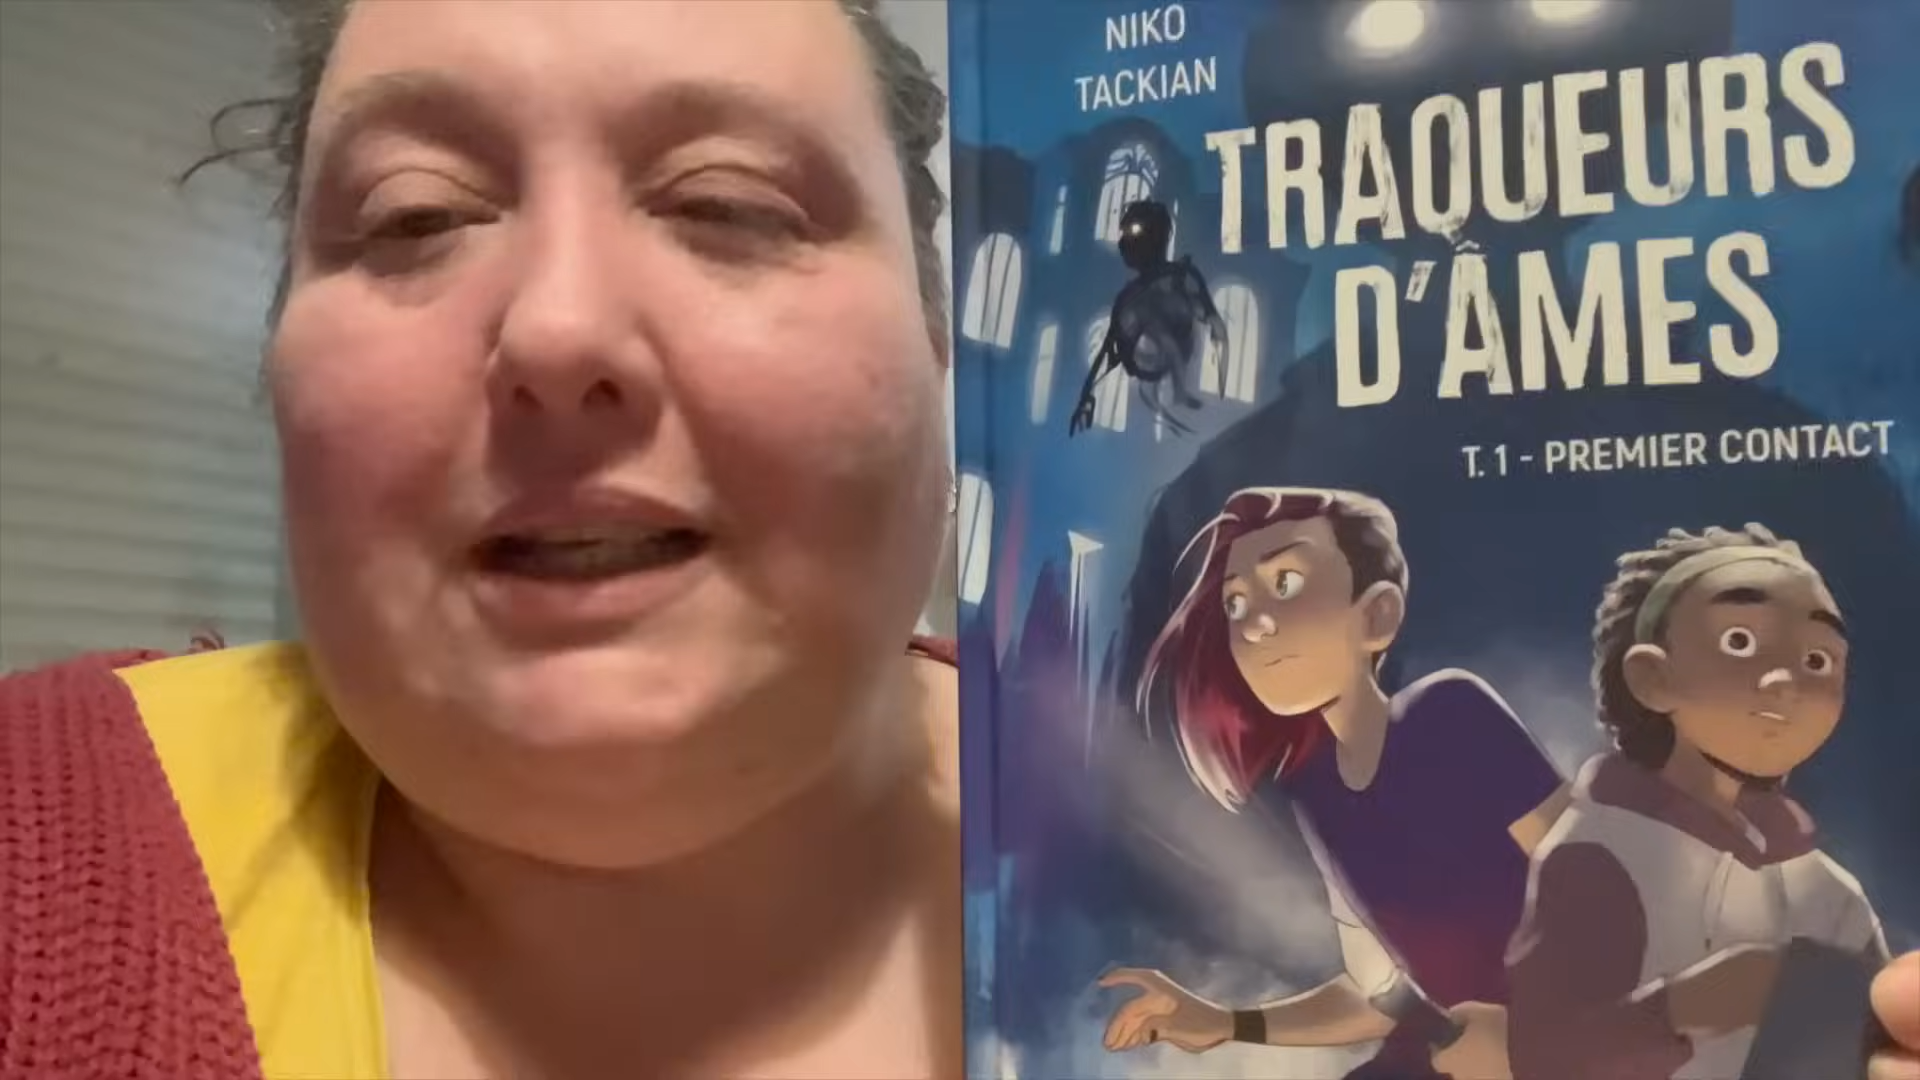 NIKO
TACKIAN
TRAQUEURS
D'ÂMES
T. 1 - PREMIER CONTACT